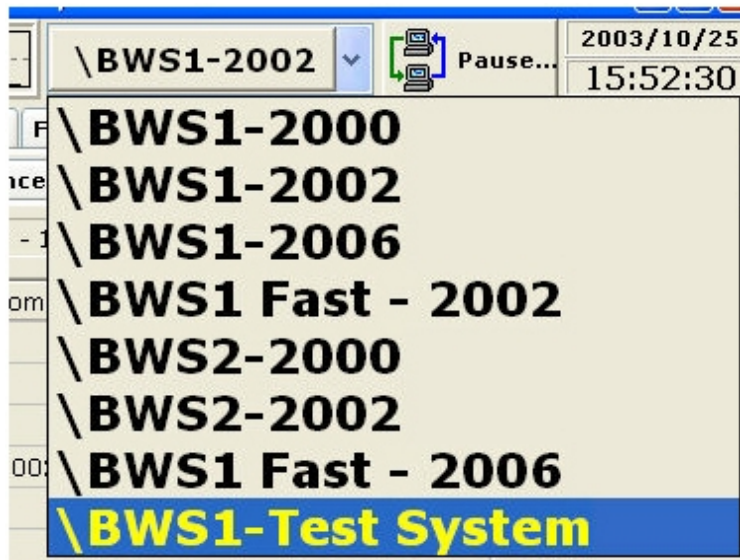 \BWS1-2002
Pause...
2003/10/25
15:52:30
\BWS1-2000
\BWS1-2002
\BWS1-2006
\BWS1 Fast - 2002
\BWS2-2000
\BWS2-2002
\BWS1 Fast - 2006
\BWS1-Test System